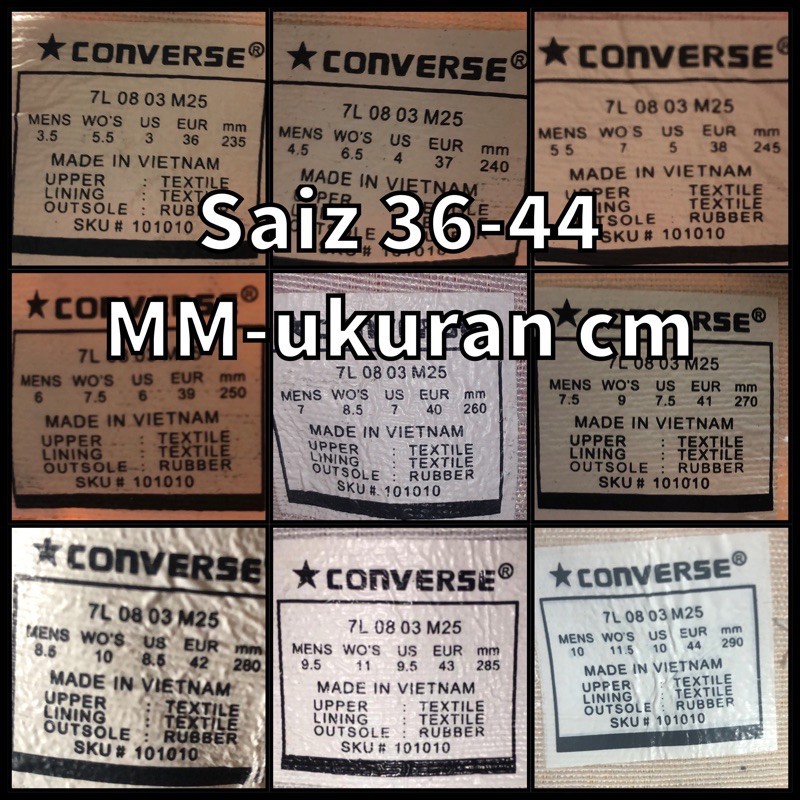 ★CONVERSE®
7L 08 03 M25
MENS WO'S US EUR mm
3.5 5.5 3 36 235
MADE IN VIETNAM
UPPER : TEXTILE
LINING : TEXTILE
OUTSOLE : RUBB
SKU # 101010
★CONVERSE®
7L 08 03 M25
MENS WO'S US EUR mm
4.5 6.5 4 37 240
MADE IN VIETNAM
★CONVERSE®
7L 08 03 M25
MENS WO S US EUR mm
5 5 7 5 38 245
MADE IN VIETNAM
: TEXTILE
: TEXTILE
: RUBBER
# 101010
Saiz 36-44
★CONVERSE®
7L 08 03 M25
MENS WO'S US EUR mm
6 7.5 6 39 250
MADE IN VIETNAM
UPPER : TEXTILE
LINING : TEXTILE
OUTSOLE : RUBBER
SKU # 101010
7L 08 03 M25
MENS WO'S US EUR mm
7 8.5 7 40 260
MADE IN VIETNAM
UPPER : TEXTILE
LINING : TEXTILE
OUTSOLE : RUBBER
SKU # 101010
RSE®
7L 08 03 M25
MENS WO'S US EUR mm
7.5 9 7.5 41 270
MADE IN VIETNAM
UPPER : TEXTILE
LINING : TEXTILE
OUTSOLE : RUBBER
SKU # 101010
MM-ukuran cm
★CONVERSE
7L 08 03 M25
MENS WO'S US EUR mm
8.5 10 8.5 42 280
MADE IN VIETNAM
UPPER : TEXTILE
LINING : TEXTILE
OUTSOLE : RUBBER
SKU # 101010
★CONVERSE®
7L 08 03 M25
MENS WO'S US EUR mm
9.5 11 9.5 43 285
MADE IN VIETNAM
UPPER : TEXTILE
LINING : TEXTILE
OUTSOLE : RUBBER
SKU # 101010
★CONVERSE®
7L 08 03 M25
MENS WO'S US EUR mm
10 11.5 10 44 290
MADE IN VIETNAM
UPPER : TEXTILE
LINING : TEXTILE
OUTSOLE : RUBBER
SKU # 101010